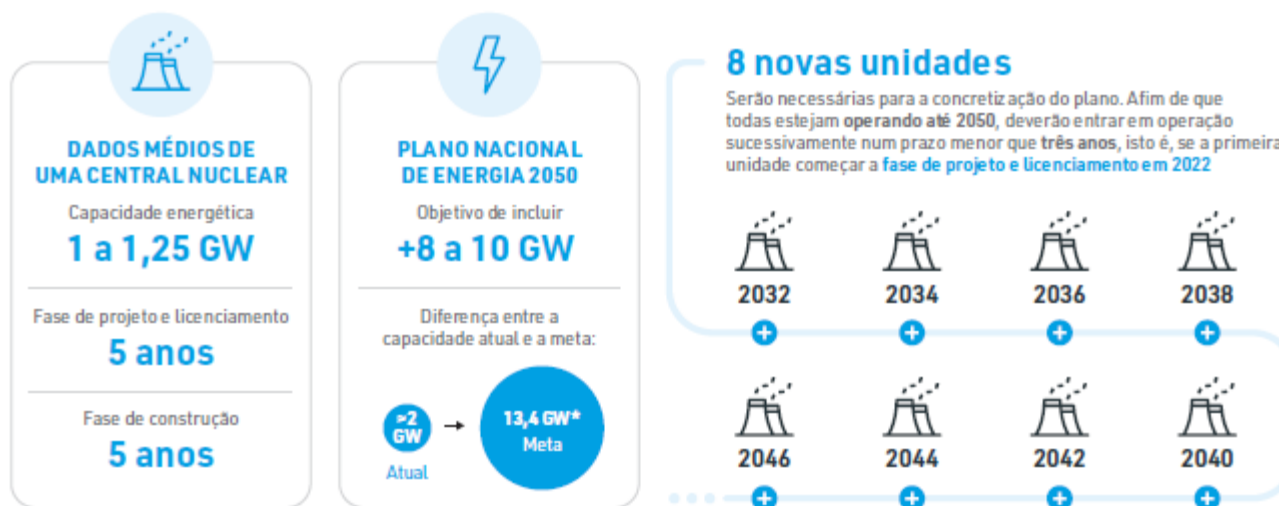 DADOS MÉDIOS DE
UMA CENTRAL NUCLEAR
Capacidade energética
1 a 1,25 GW
Fase de projeto e licenciamento
5 anos
Fase de construção
5 anos
PLANO NACIONAL
DE ENERGIA 2050
Objetivo de incluir
+8 a 10 GW
Diferença entre a
capacidade atual e a meta:
≈2
GW
Atual
13,4 GW*
Meta
8 novas unidades
Serão necessárias para a concretização do plano. Afim de que
todas estejam operando até 2050, deverão entrar em operação
sucessivamente num prazo menor que três anos, isto é, se a primeira
unidade começar a fase de projeto e licenciamento em 2022
2032
2034
2036
2038
2046
2044
2042
2040